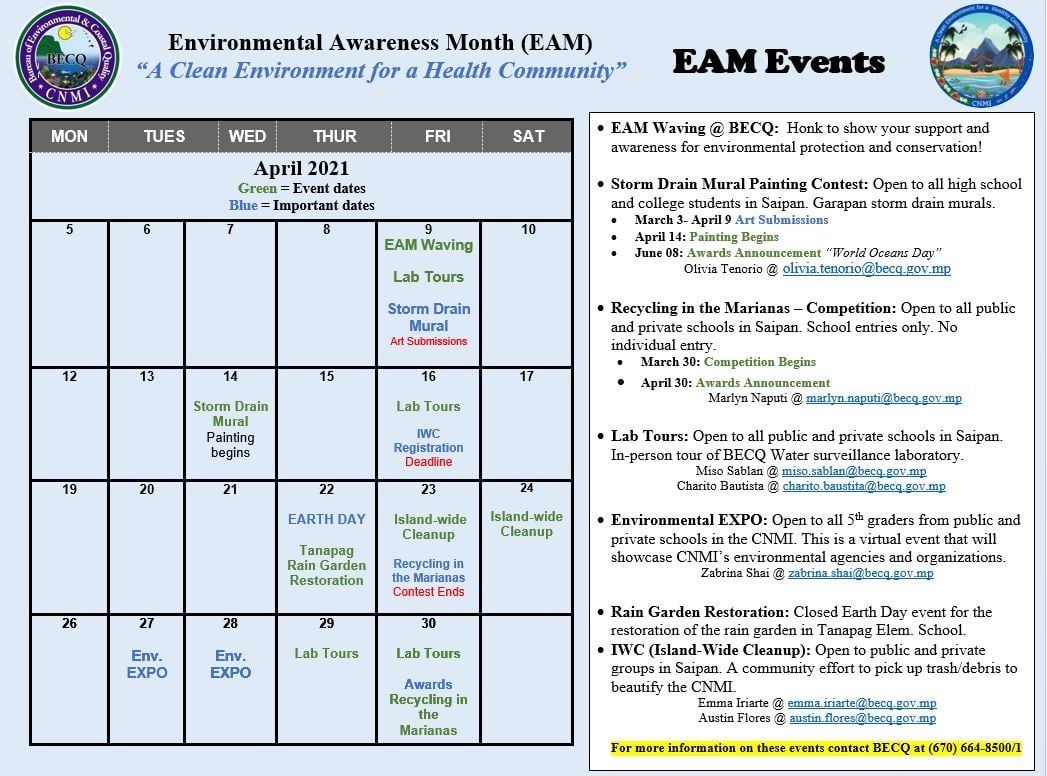 Bureau of Environmental & Coastal Quality
BECQ
CNMI
Environmental Awareness Month (EAM)
“A Clean Environment for a Health Community”
EAM Events
A Clean Environment for a Healthy Community
CNMI
MON TUES WED THUR FRI SAT
April 2021
Green = Event dates
Blue = Important dates
5 6 7 8 9 10
EAM Waving
Lab Tours
Storm Drain
Mural
Art Submissions
12 13 14 15 16 17
Storm Drain
Mural
Painting
begins
Lab Tours
IWC
Registration
Deadline
19 20 21 22 23 24
EARTH DAY
Tanapag
Rain Garden
Restoration
Island-wide
Cleanup
Recycling in
the Marianas
Contest Ends
Island-wide
Cleanup
26 27 28 29 30
Env.
EXPO
Env.
EXPO
Lab Tours
Lab Tours
Awards
Recycling in
the
Marianas
• EAM Waving @ BECQ: Honk to show your support and
awareness for environmental protection and conservation!
• Storm Drain Mural Painting Contest: Open to all high school
and college students in Saipan. Garapan storm drain murals.
• March 3- April 9 Art Submissions
• April 14: Painting Begins
• June 08: Awards Announcement “World Oceans Day”
Olivia Tenorio @ olivia.tenorio@becq.gov.mp
• Recycling in the Marianas – Competition: Open to all public
and private schools in Saipan. School entries only. No
individual entry.
• March 30: Competition Begins
• April 30: Awards Announcement
Marlyn Naputi @ marlyn.naputi@becq.gov.mp
• Lab Tours: Open to all public and private schools in Saipan.
In-person tour of BECQ Water surveillance laboratory.
Miso Sablan @ miso.sablan@becq.gov.mp
Charito Bautista @ charito.baustita@becq.gov.mp
• Environmental EXPO: Open to all 5th graders from public and
private schools in the CNMI. This is a virtual event that will
showcase CNMI’s environmental agencies and organizations.
Zabrina Shai @ zabrina.shai@becq.gov.mp
• Rain Garden Restoration: Closed Earth Day event for the
restoration of the rain garden in Tanapag Elem. School.
• IWC (Island-Wide Cleanup): Open to public and private
groups in Saipan. A community effort to pick up trash/debris to
beautify the CNMI.
Emma Iriarte @ emma.iriarte@becq.gov.mp
Austin Flores @ austin.flores@becq.gov.mp
For more information on these events contact BECQ at (670) 664-8500/1